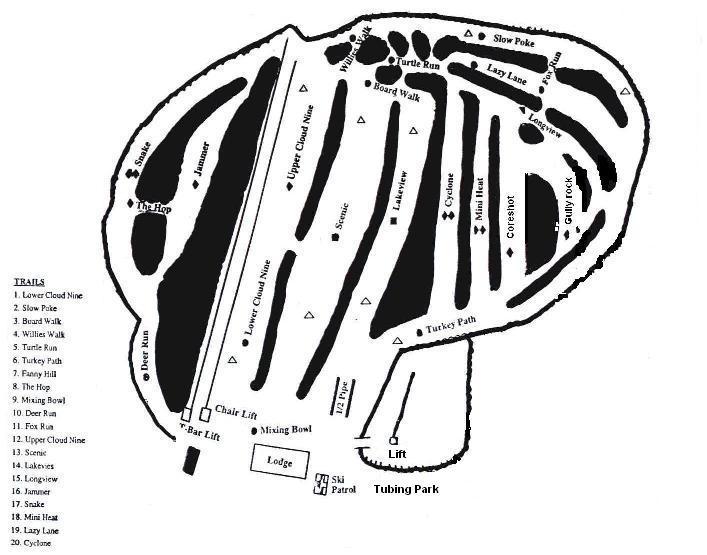 Slow Poke
Willies Walk
Turtle Run
Lazy Lane
Fox Run
Board Walk
Longview
Upper Cloud Nine
Snake
Jammer
The Hop
Scenic
Lakeview
Cyclone
Mini Heat
Coreshot
Gully rock
Lower Cloud Nine
Deer Run
Turkey Path
1/2 Pipe
Chair Lift
T-Bar Lift
Mixing Bowl
Lodge
Lift
Ski
Patrol
Tubing Park
TRAILS
1. Lower Cloud Nine
2. Slow Poke
3. Board Walk
4. Willies Walk
5. Turtle Run
6. Turkey Path
7. Fanny Hill
8. The Hop
9. Mixing Bowl
10. Deer Run
11. Fox Run
12. Upper Cloud Nine
13. Scenic
14. Lakevies
15. Longview
16. Jammer
17. Snake
18. Mini Heat
19. Lazy Lane
20. Cyclone